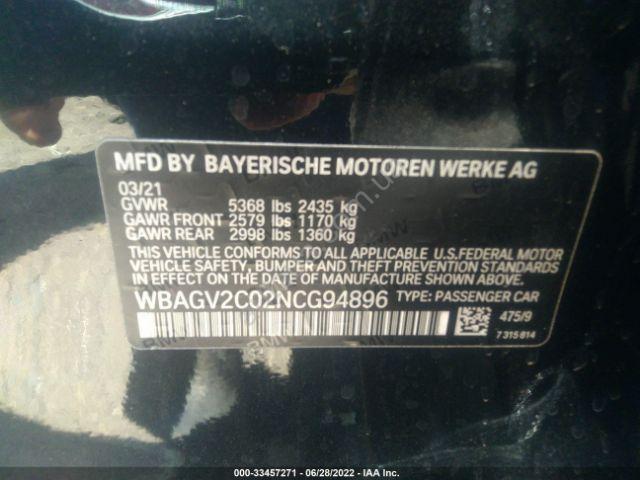 MFD BY BAYERISCHE MOTOREN WERKE AG
03/21
GVWR 5368 lbs 2435 kg
GAWR FRONT 2579 lbs 1170 kg
GAWR REAR 2998 lbs 1360 kg
THIS VEHICLE CONFORMS TO ALL APPLICABLE U.S.FEDERAL MOTOR
VEHICLE SAFETY, BUMPER AND THEFT PREVENTION STANDARDS
IN EFFECT ON THE DATE OF MANUFACTURE SHOWN ABOVE.
WBAGV2C02NCG94896 TYPE: PASSENGER CAR
475/9
7 315 814
000-33457271 - 06/28/2022 - IAA Inc.